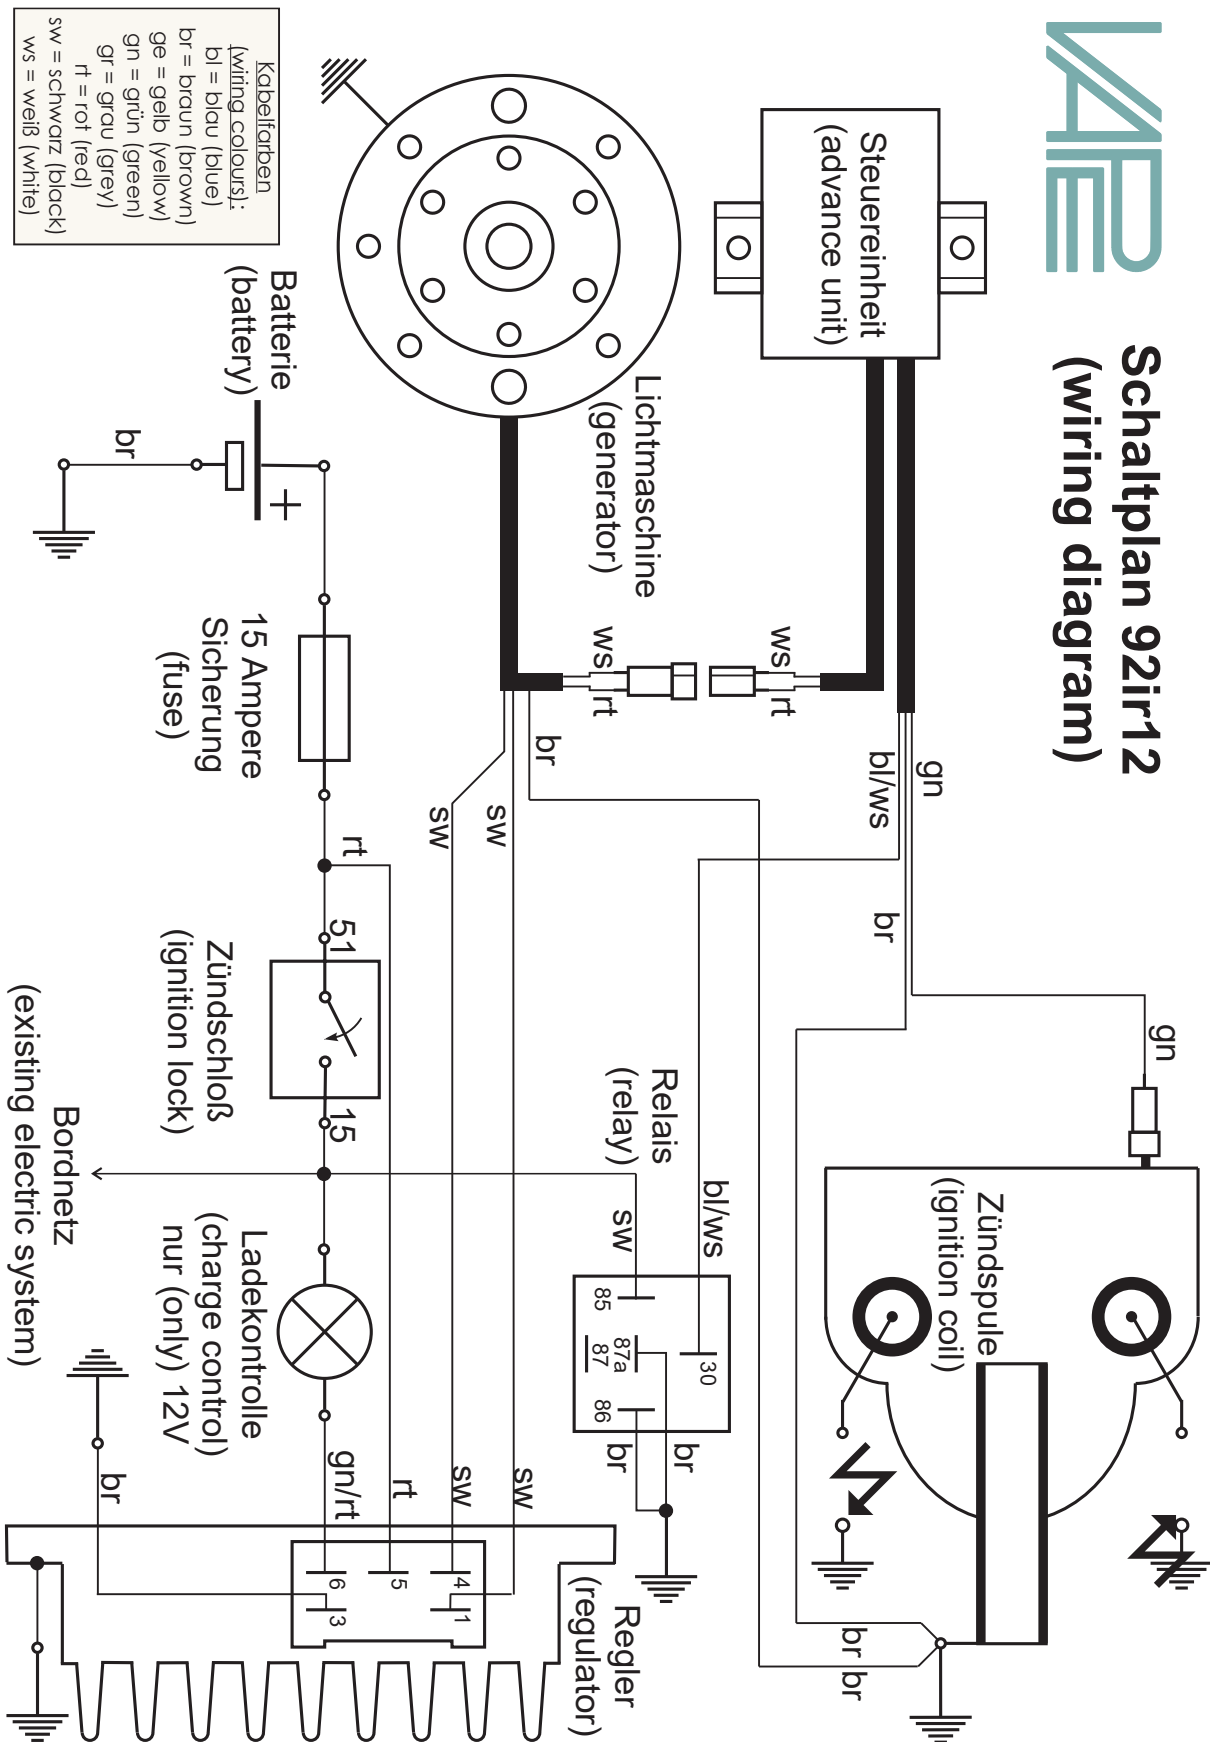 VAPE
Schaltplan 92ir12
(wiring diagram)
Steuereinheit
(advance unit)
Lichtmaschine
(generator)
Kabelfarben
(wiring colours):
bl = blau (blue)
br = braun (brown)
ge = gelb (yellow)
gn = grün (green)
gr = grau (grey)
rt = rot (red)
sw = schwarz (black)
ws = weiß (white)
ws
rt
ws
rt
gn
bl/ws
br
gn
br
sw
sw
Zündspule
(ignition coil)
Relais
(relay)
bl/ws
sw
85
87a
87
30
86
br
br
br
br
Batterie
(battery)
+
br
15 Ampere
Sicherung
(fuse)
rt
51
15
Zündschloß
(ignition lock)
Bordnetz
(existing electric system)
Ladekontrolle
(charge control)
nur (only) 12V
gn/rt
rt
sw
sw
br
6
5
4
3
1
Regler
(regulator)